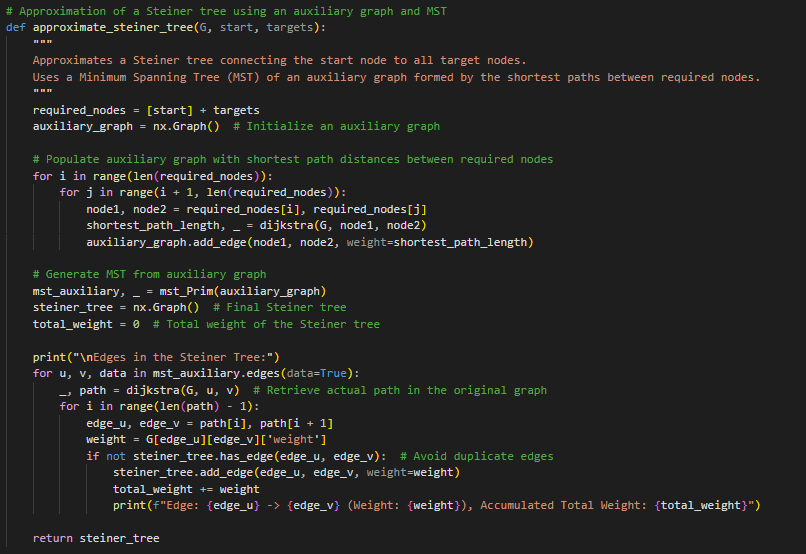 # Approximation of a Steiner tree using an auxiliary graph and MST
def approximate_steiner_tree(G, start, targets):
    """
    Approximates a Steiner tree connecting the start node to all target nodes.
    Uses a Minimum Spanning Tree (MST) of an auxiliary graph formed by the shortest paths between required nodes.
    """
    required_nodes = [start] + targets
    auxiliary_graph = nx.Graph()  # Initialize an auxiliary graph

    # Populate auxiliary graph with shortest path distances between required nodes
    for i in range(len(required_nodes)):
        for j in range(i + 1, len(required_nodes)):
            node1, node2 = required_nodes[i], required_nodes[j]
            shortest_path_length, _ = dijkstra(G, node1, node2)
            auxiliary_graph.add_edge(node1, node2, weight=shortest_path_length)

    # Generate MST from auxiliary graph
    mst_auxiliary, _ = mst_Prim(auxiliary_graph)
    steiner_tree = nx.Graph()  # Final Steiner tree
    total_weight = 0  # Total weight of the Steiner tree

    print("\nEdges in the Steiner Tree:")
    for u, v, data in mst_auxiliary.edges(data=True):
        _, path = dijkstra(G, u, v)  # Retrieve actual path in the original graph
        for i in range(len(path) - 1):
            edge_u, edge_v = path[i], path[i + 1]
            weight = G[edge_u][edge_v]['weight']
            if not steiner_tree.has_edge(edge_u, edge_v):  # Avoid duplicate edges
                steiner_tree.add_edge(edge_u, edge_v, weight=weight)
                total_weight += weight
                print(f"Edge: {edge_u} -> {edge_v} (Weight: {weight}), Accumulated Total Weight: {total_weight}")

    return steiner_tree